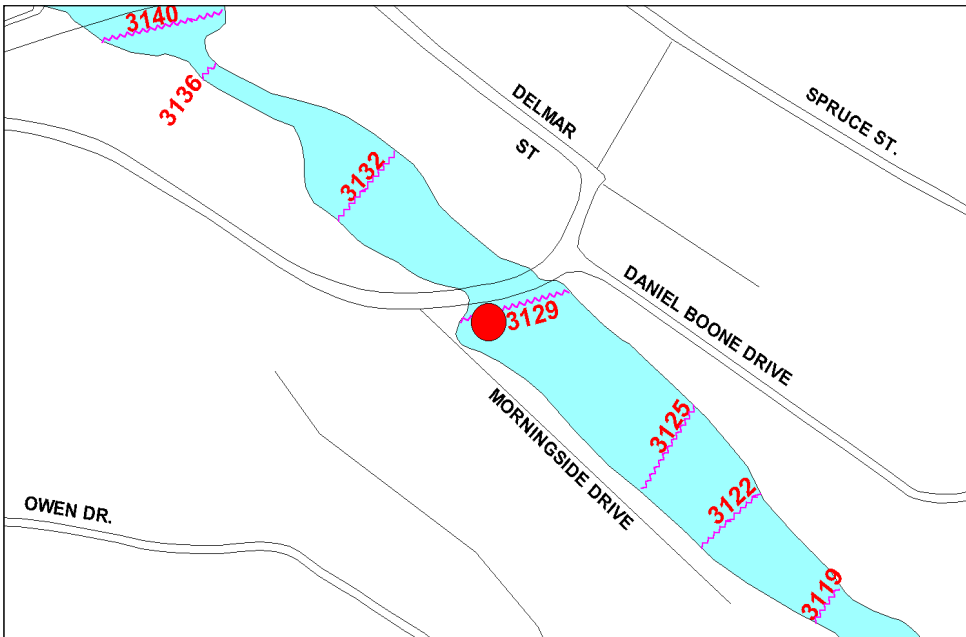 3140
3136
DELMAR
ST
SPRUCE ST.
3132
DANIEL BOONE DRIVE
3129
MORNINGSIDE DRIVE
3125
OWEN DR.
3122
3119